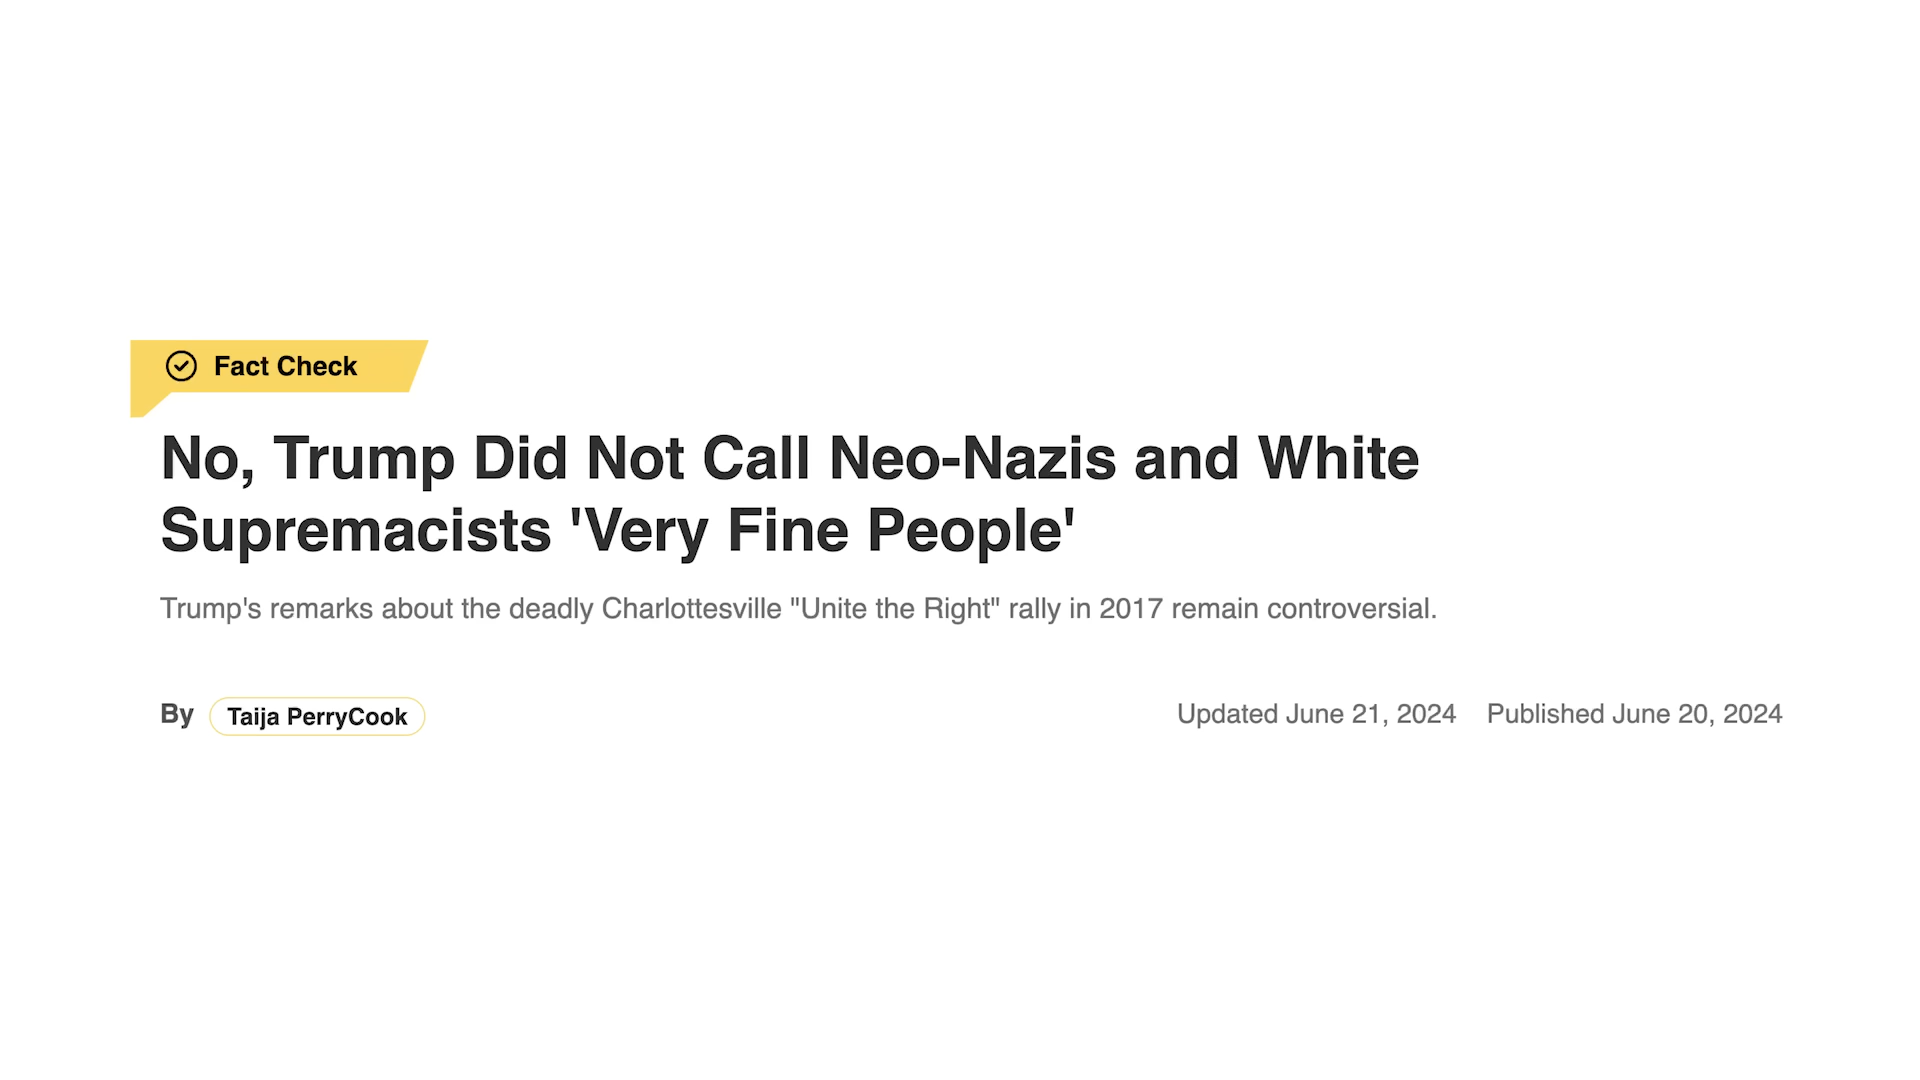 Fact Check
No, Trump Did Not Call Neo-Nazis and White
Supremacists 'Very Fine People'
Trump's remarks about the deadly Charlottesville "Unite the Right" rally in 2017 remain controversial.
By Taija PerryCook
Updated June 21, 2024 Published June 20, 2024